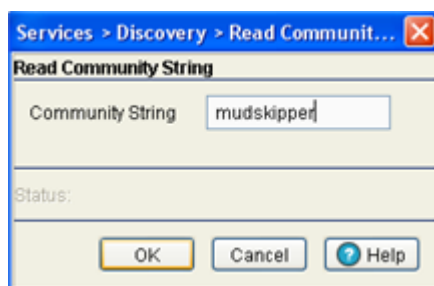 Services > Discovery > Read Communit...
Read Community String
Community String mudskipper
Status:
OK Cancel Help